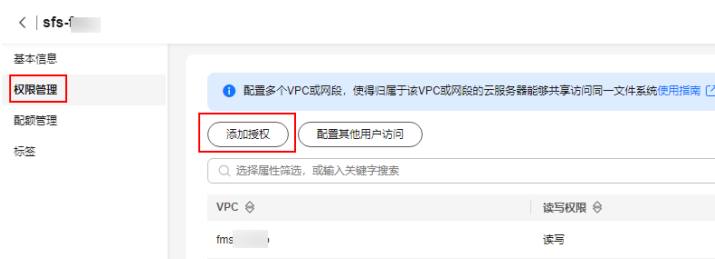 sfs-
基本信息
权限管理
配额管理
标签
配置多个VPC或网段，使得归属于该VPC或网段的云服务器能够共享访问同一文件系统使用指南
添加授权
配置其他用户访问
选择属性筛选，或输入关键字搜索
VPC
读写权限
fms
读写